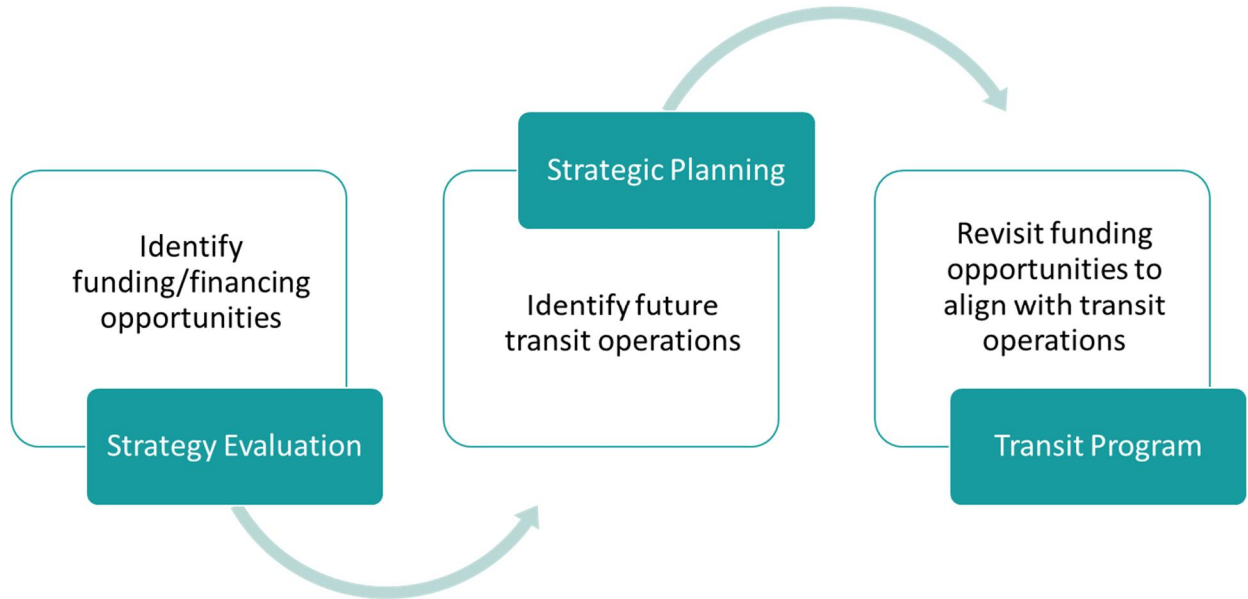 Identify
funding/financing
opportunities
Strategy Evaluation
Strategic Planning
Identify future
transit operations
Revisit funding
opportunities to
align with transit
operations
Transit Program